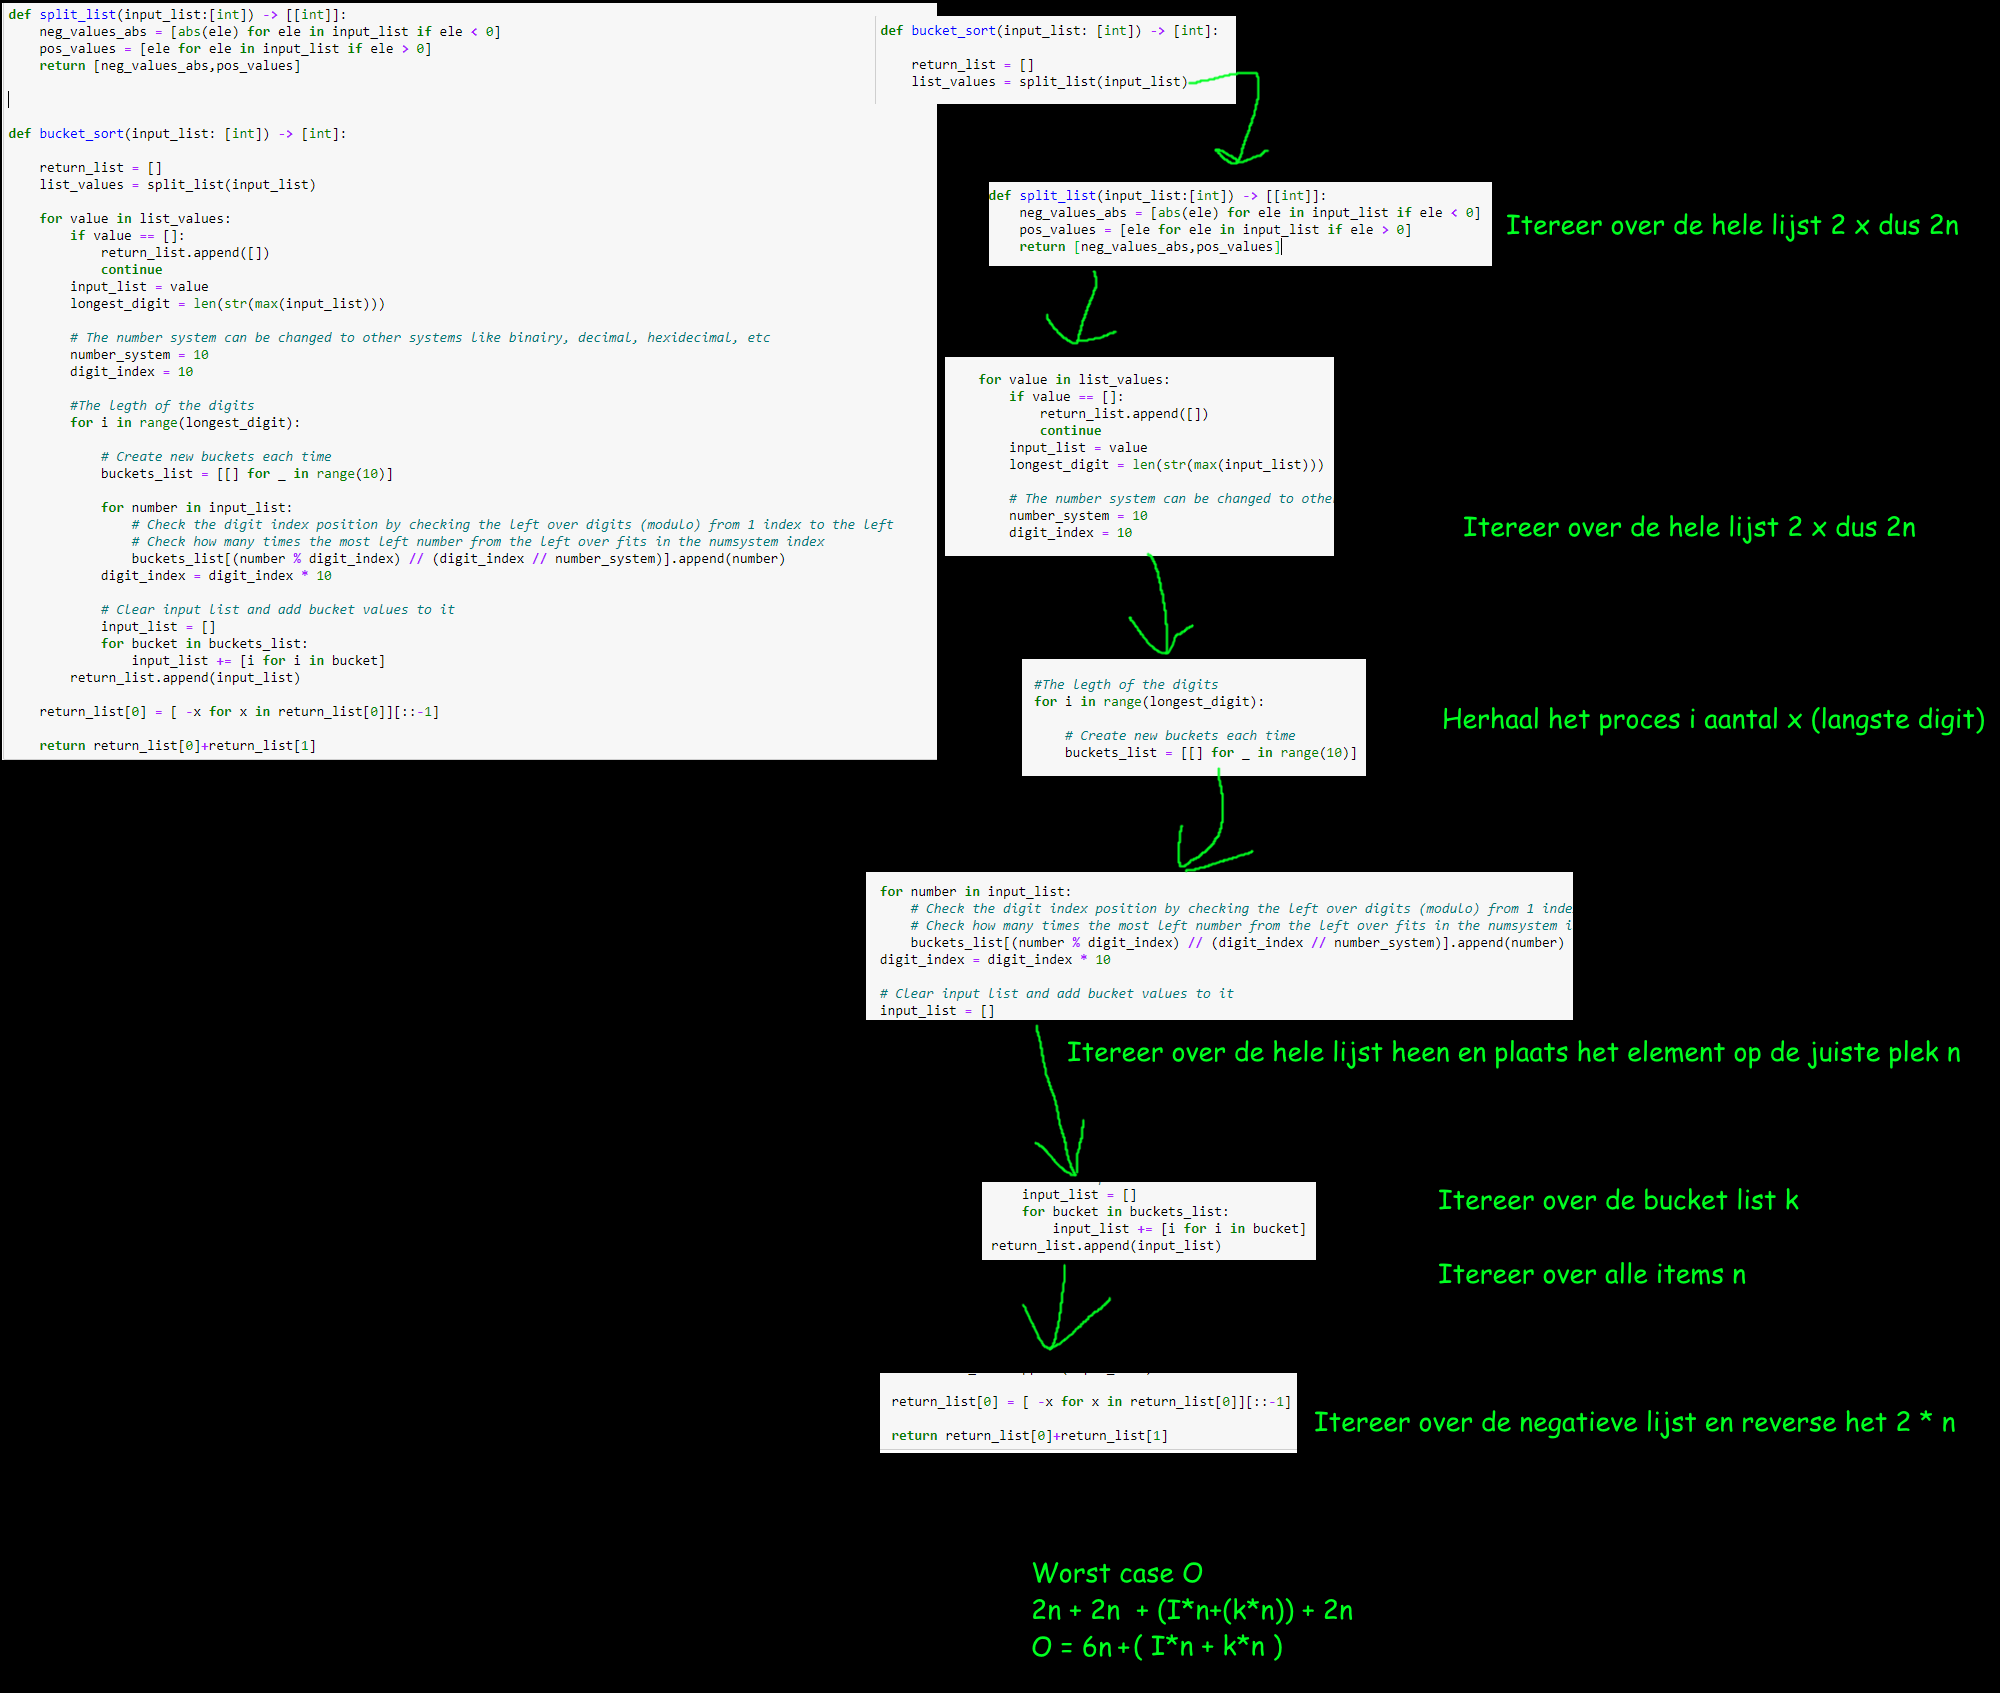 def split_list(input_list:[int]) -> [[int]]:
neg_values_abs = [abs(ele) for ele in input_list if ele < 0]
pos_values = [ele for ele in input_list if ele > 0]
return [neg_values_abs,pos_values]
def bucket_sort(input_list: [int]) -> [int]:
return_list = []
list_values = split_list(input_list)
for value in list_values:
if value == []:
return_list.append([])
continue
input_list = value
longest_digit = len(str(max(input_list)))
# The number system can be changed to other systems like binairy, decimal, hexidecimal, etc
number_system = 10
digit_index = 10
#The legth of the digits
for i in range(longest_digit):
# Create new buckets each time
buckets_list = [[] for _ in range(10)]
for number in input_list:
# Check the digit index position by checking the left over digits (modulo) from 1 index to the left
# Check how many times the most left number from the left over fits in the numsystem index
buckets_list[(number % digit_index) // (digit_index // number_system)].append(number)
digit_index = digit_index * 10
# Clear input list and add bucket values to it
input_list = []
for bucket in buckets_list:
input_list += [i for i in bucket]
return_list.append(input_list)
return_list[0] = [ -x for x in return_list[0]][::-1]
return return_list[0]+return_list[1]
def bucket_sort(input_list: [int]) -> [int]:
return_list = []
list_values = split_list(input_list)
def split_list(input_list:[int]) -> [[int]]:
neg_values_abs = [abs(ele) for ele in input_list if ele < 0]
pos_values = [ele for ele in input_list if ele > 0]
return [neg_values_abs,pos_values]
Itereer over de hele lijst 2 x dus 2n
for value in list_values:
if value == []:
return_list.append([])
continue
input_list = value
longest_digit = len(str(max(input_list)))
# The number system can be changed to othe
number_system = 10
digit_index = 10
Itereer over de hele lijst 2 x dus 2n
#The legth of the digits
for i in range(longest_digit):
# Create new buckets each time
buckets_list = [[] for _ in range(10)]
Herhaal het proces i aantal x (langste digit)
for number in input_list:
# Check the digit index position by checking the left over digits (modulo) from 1 inde
# Check how many times the most left number from the left over fits in the numsystem i
buckets_list[(number % digit_index) // (digit_index // number_system)].append(number)
digit_index = digit_index * 10
# Clear input list and add bucket values to it
input_list = []
Itereer over de hele lijst heen en plaats het element op de juiste plek n
input_list = []
for bucket in buckets_list:
input_list += [i for i in bucket]
return_list.append(input_list)
Itereer over de bucket list k
Itereer over alle items n
return_list[0] = [ -x for x in return_list[0]][::-1]
return return_list[0]+return_list[1]
Itereer over de negatieve lijst en reverse het 2 * n
Worst case O
2n + 2n + (I*n+(k*n)) + 2n
O = 6n+( I*n + k*n )